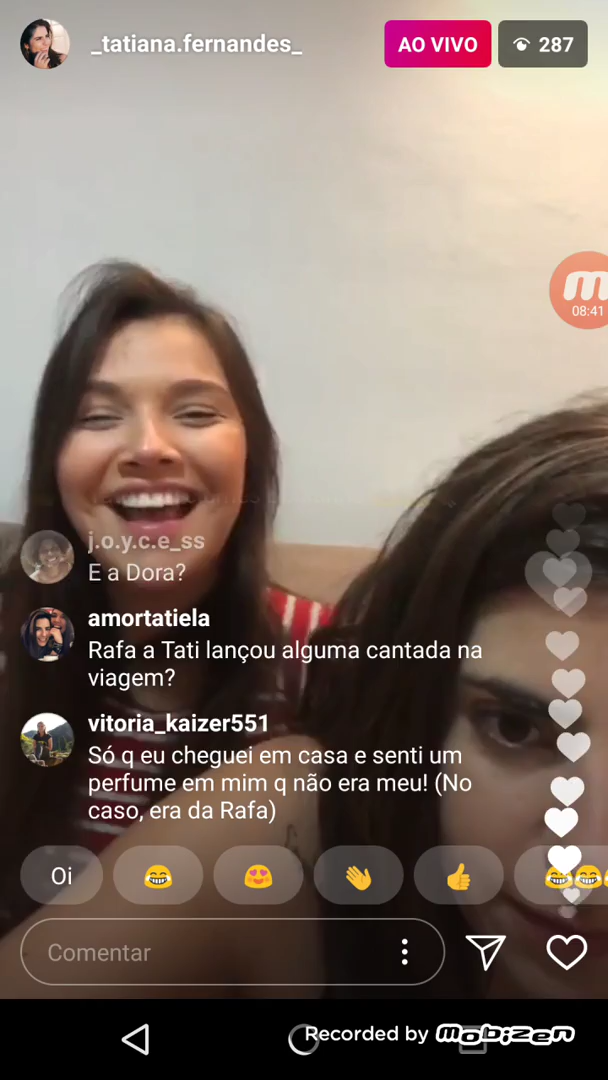 _tatiana.fernandes_
AO VIVO
287
m
08:41
j.o.y.c.e_ss
E a Dora?
amortatiela
Rafa a Tati lançou alguma cantada na
viagem?
vitoria_kaizer551
Só q eu cheguei em casa e senti um
perfume em mim q não era meu! (No
caso, era da Rafa)
Oi
Comentar
Recorded by mobizen